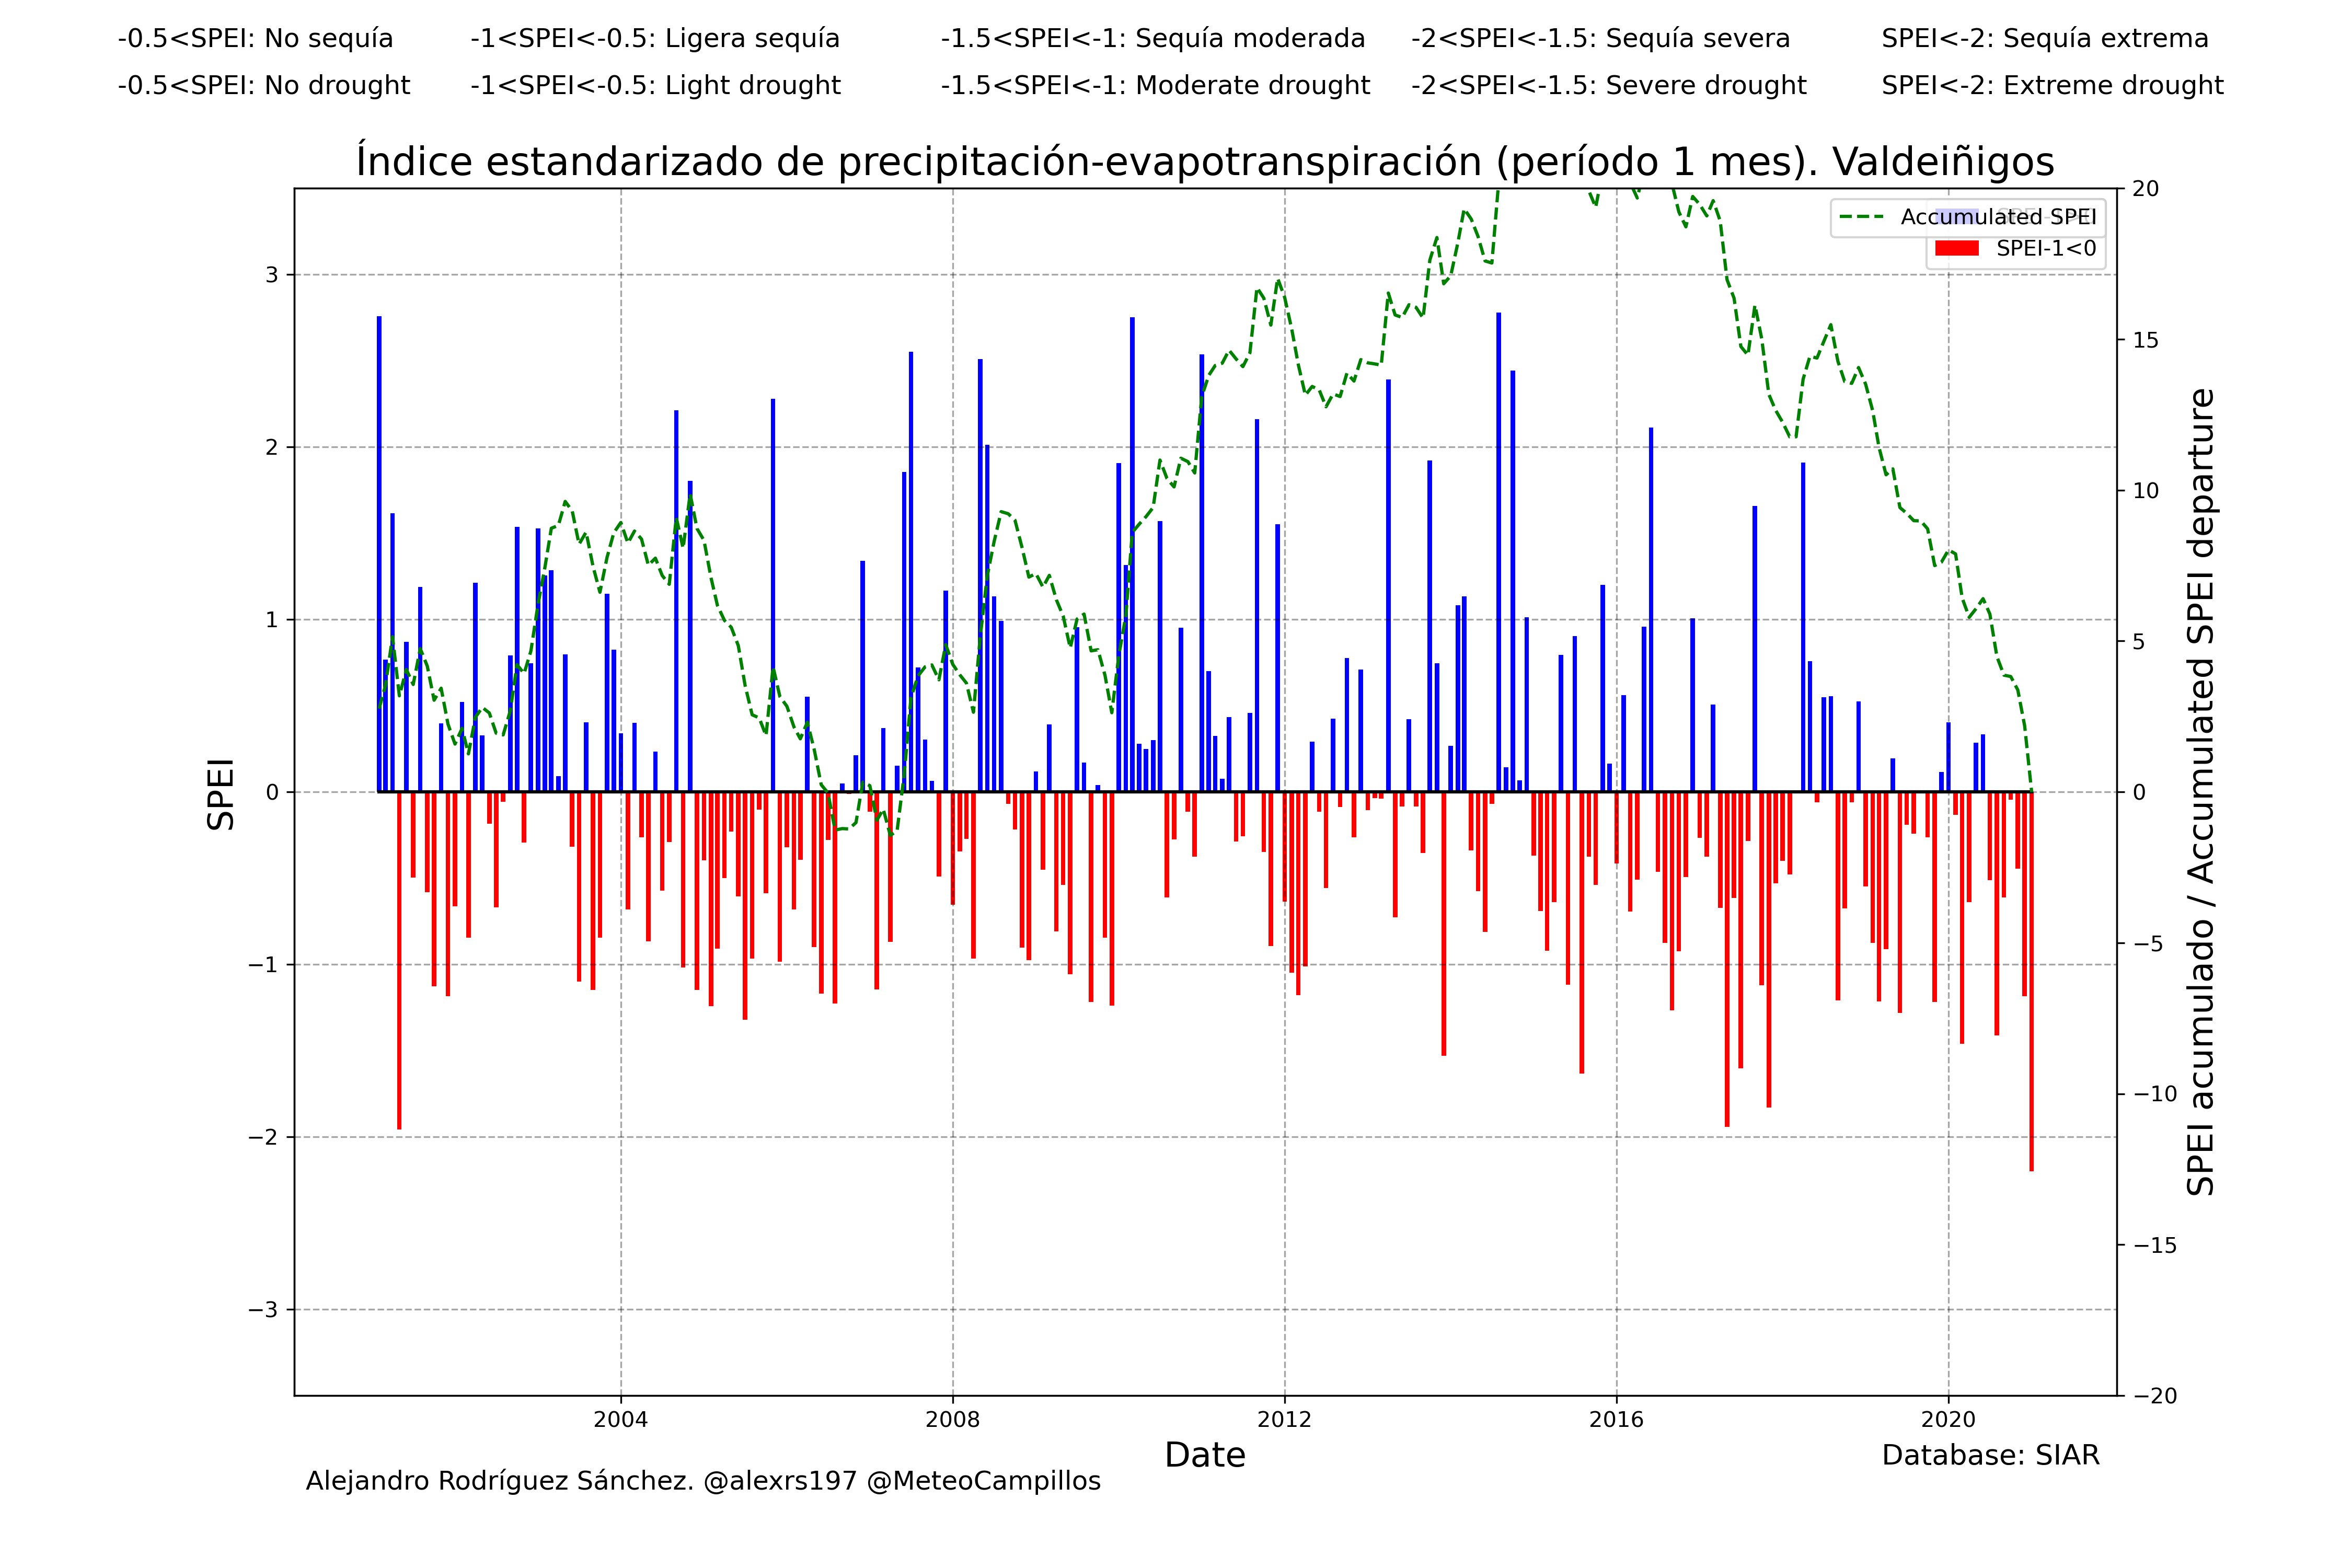 -0.5<SPEI: No sequía -1<SPEI<-0.5: Ligera sequía -1.5<SPEI<-1: Sequía moderada -2<SPEI<-1.5: Sequía severa SPEI<-2: Sequía extrema
-0.5<SPEI: No drought -1<SPEI<-0.5: Light drought -1.5<SPEI<-1: Moderate drought -2<SPEI<-1.5: Severe drought SPEI<-2: Extreme drought
Índice estandarizado de precipitación-evapotranspiración (período 1 mes). Valdeiñigos
Accumulated SPEI
SPEI-1<0
SPEI
3
2
1
0
−1
−2
−3
20
15
10
5
0
−5
−10
−15
−20
SPEI acumulado / Accumulated SPEI departure
2004 2008 2012 2016 2020
Date
Database: SIAR
Alejandro Rodríguez Sánchez. @alexrs197 @MeteoCampillos